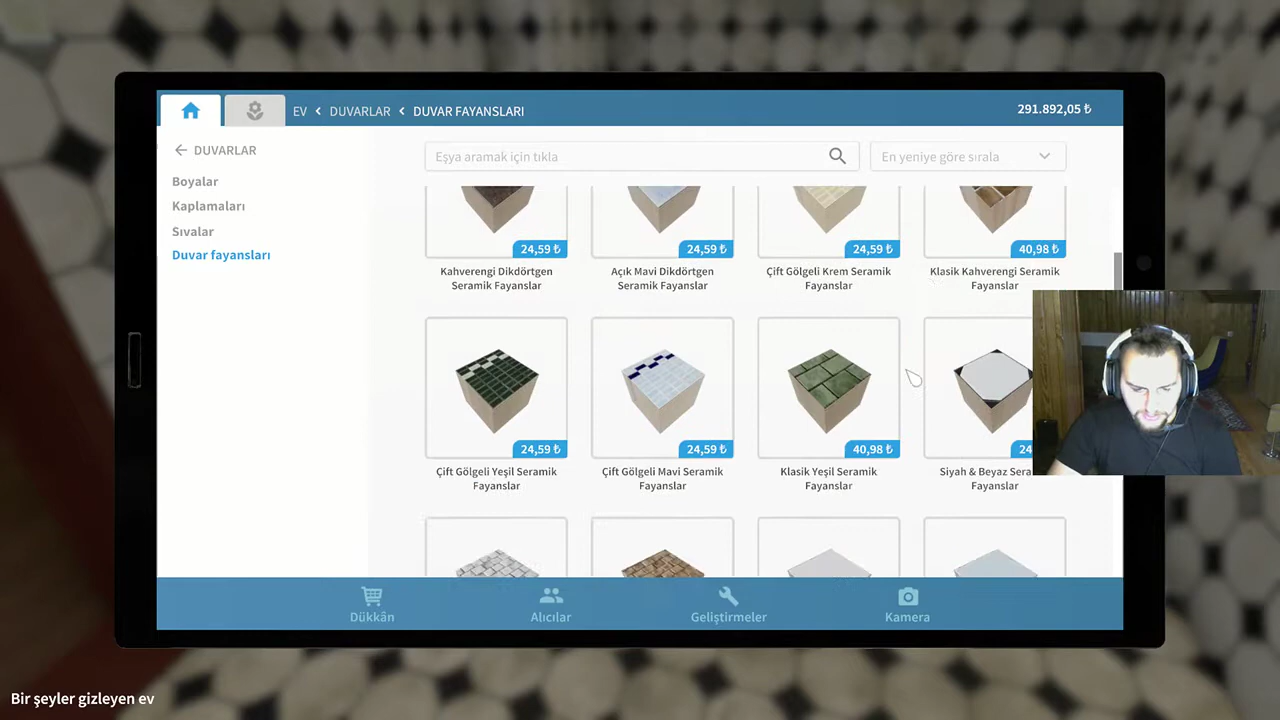 EV < DUVARLAR < DUVAR FAYANSLARI
291.892,05 ₺
← DUVARLAR
Boyalar
Kaplamaları
Sıvalar
Duvar fayansları
Eşya aramak için tıkla
En yeniye göre sırala
24,59 ₺
24,59 ₺
24,59 ₺
40,98 ₺
Kahverengi Dikdörtgen
Seramik Fayanslar
Açık Mavi Dikdörtgen
Seramik Fayanslar
Çift Gölgeli Krem Seramik
Fayanslar
Klasik Kahverengi Seramik
Fayanslar
24,59 ₺
24,59 ₺
40,98 ₺
24
Çift Gölgeli Yeşil Seramik
Fayanslar
Çift Gölgeli Mavi Seramik
Fayanslar
Klasik Yeşil Seramik
Fayanslar
Siyah & Beyaz Sera
Fayanslar
Dükkân
Alıcılar
Geliştirmeler
Kamera
Bir şeyler gizleyen ev